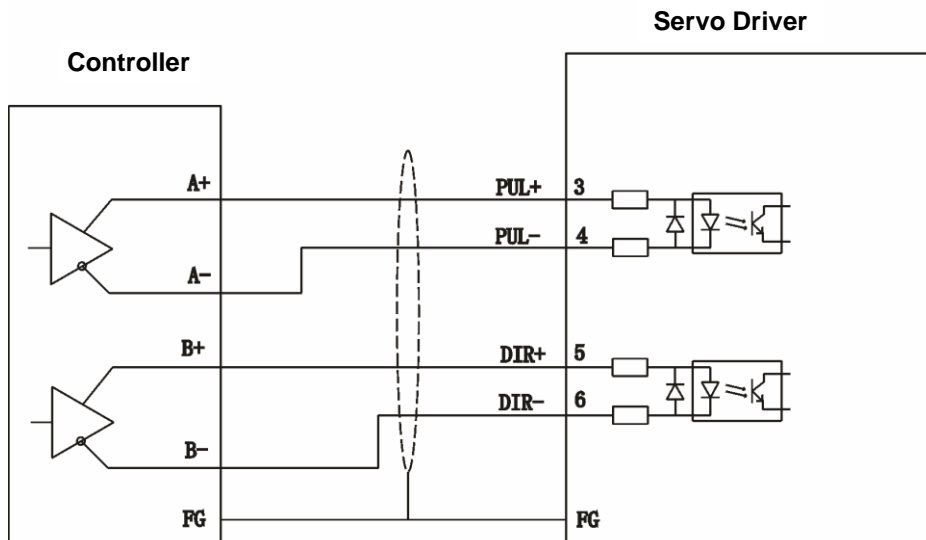 Servo Driver
Controller
A+ PUL+ 3
PUL- 4
A-
B+ DIR+ 5
DIR- 6
B-
FG FG